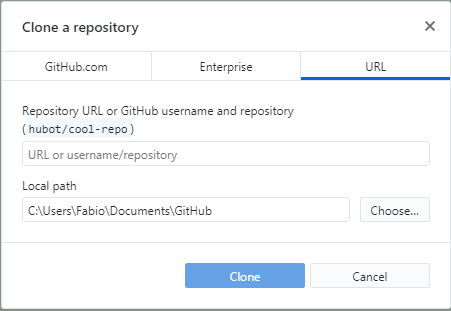 Clone a repository
GitHub.com Enterprise URL
Repository URL or GitHub username and repository
(hubot/cool-repo)
URL or username/repository
Local path
C:\Users\Fabio\Documents\GitHub Choose...
Clone Cancel